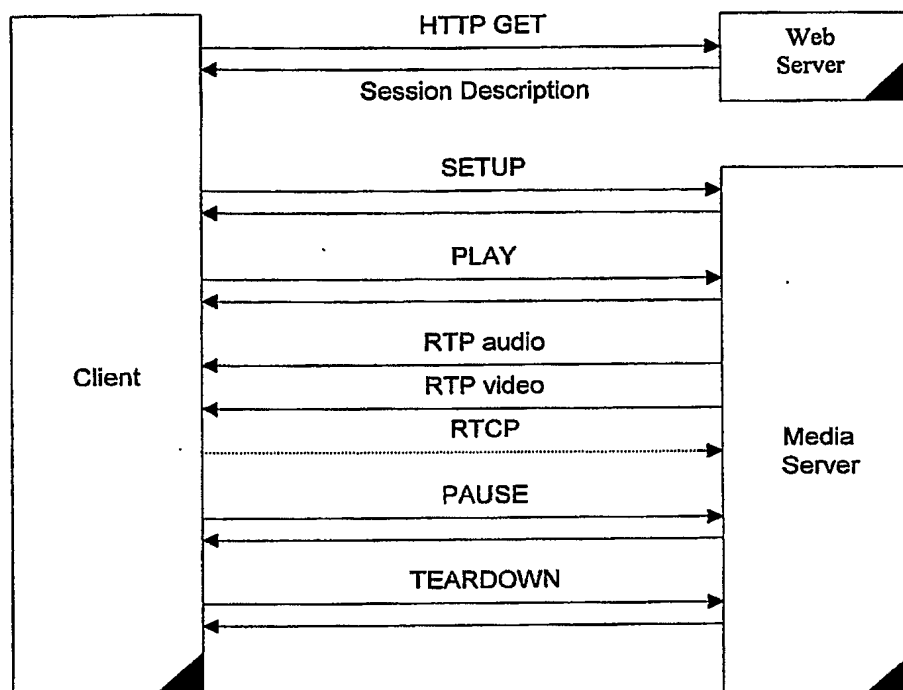 HTTP GET
Web
Server
Session Description
SETUP
PLAY
RTP audio
Client
RTP video
RTCP
Media
Server
PAUSE
TEARDOWN